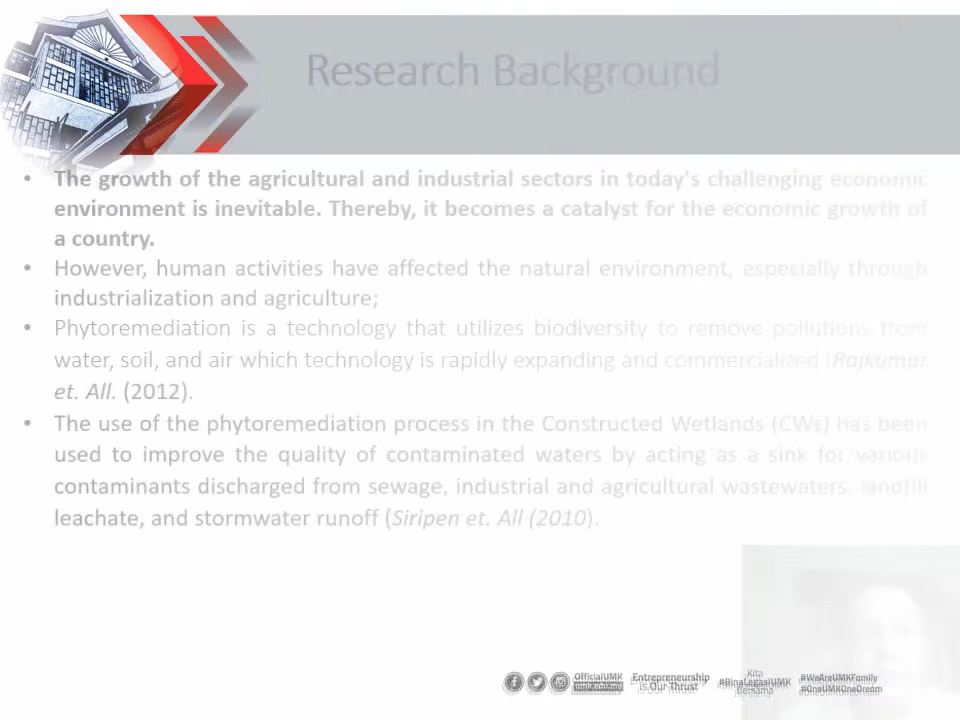 Research Background
• The growth of the agricultural and industrial sectors in today's challenging economic
environment is inevitable. Thereby, it becomes a catalyst for the economic growth of
a country.
• However, human activities have affected the natural environment, especially through
industrialization and agriculture;
• Phytoremediation is a technology that utilizes biodiversity to remove pollutions from
water, soil, and air which technology is rapidly expanding and commercialized Rajkumar
et. All. (2012).
• The use of the phytoremediation process in the Constructed Wetlands (CWs) has been
used to improve the quality of contaminated waters by acting as a sink for various
contaminants discharged from sewage, industrial and agricultural wastewaters, landfill
leachate, and stormwater runoff (Siripen et. All (2010).
OfficialUMK
Entrepreneurship
is Our Thrust
Kita
#BinaLegasiUMK
Bersama
#WeAreUMKFamily
#OneUMKOneDream